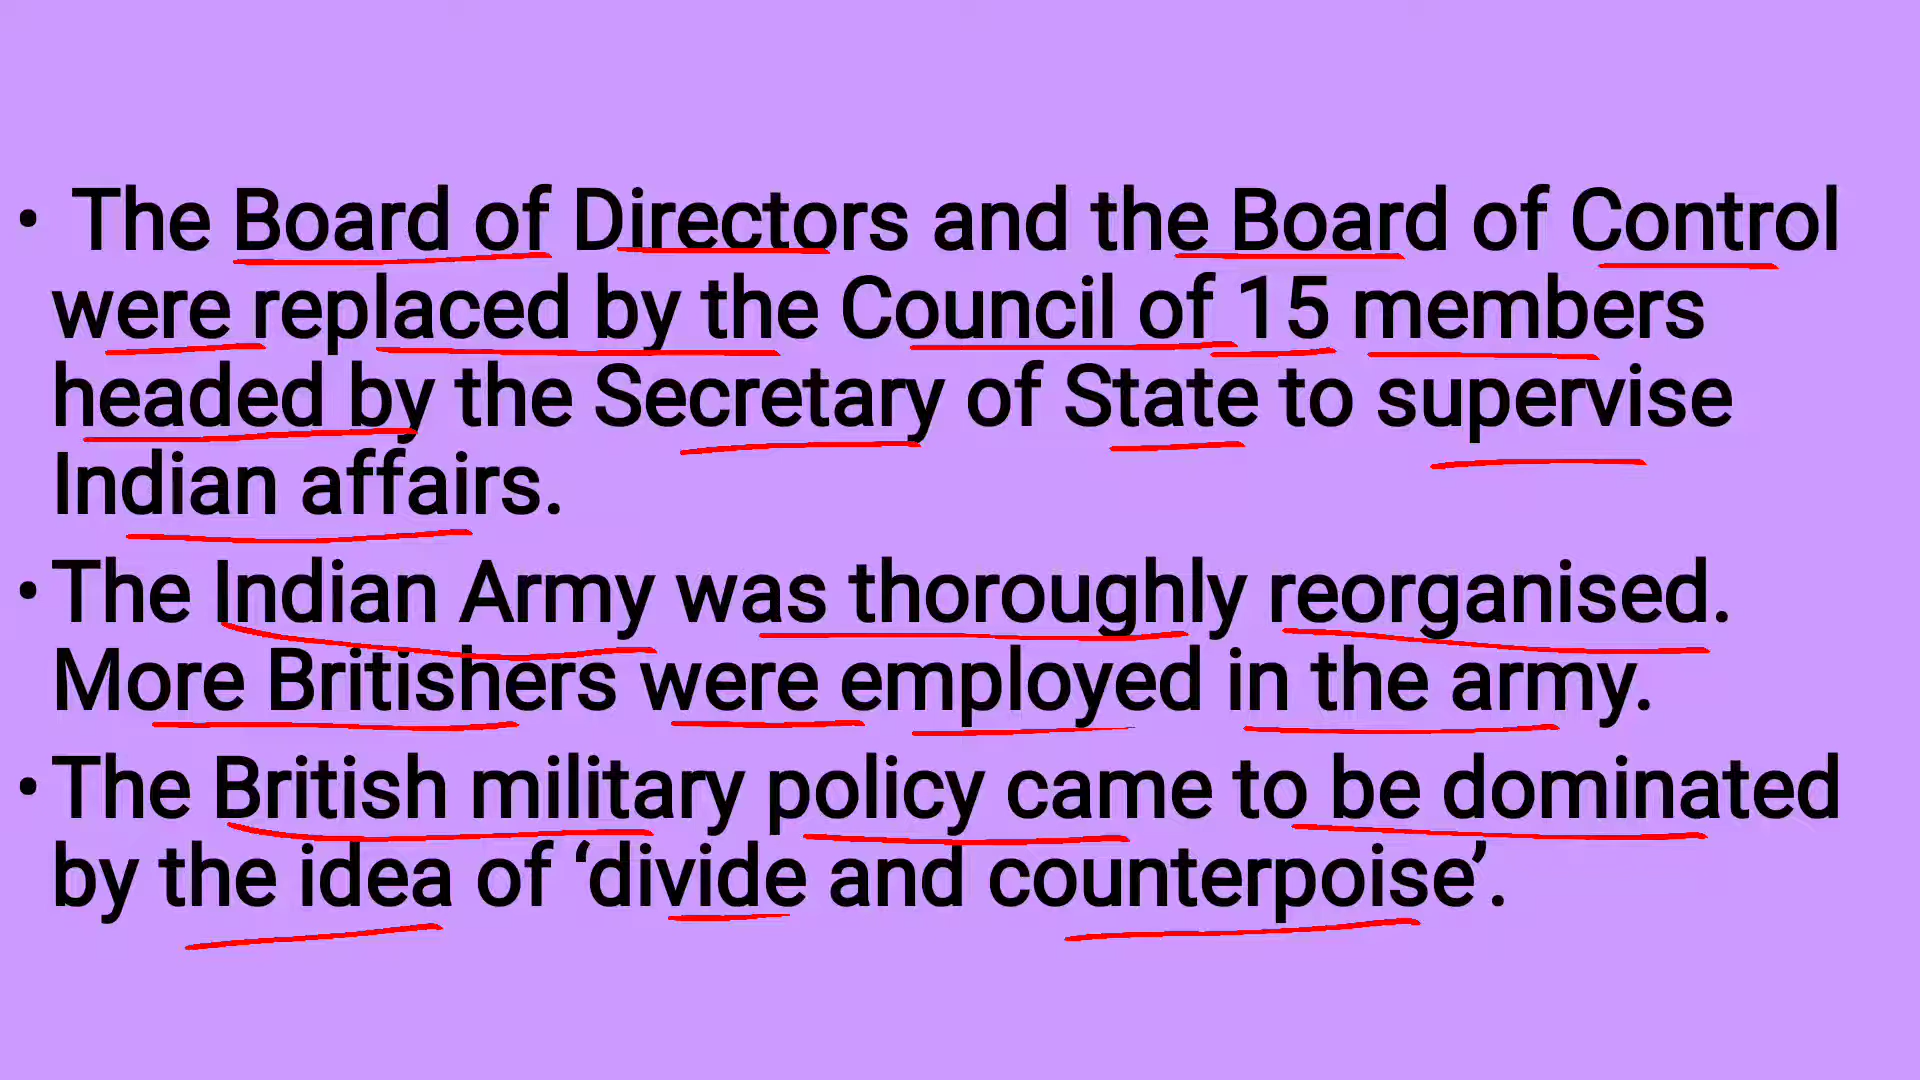 • The Board of Directors and the Board of Control
were replaced by the Council of 15 members
headed by the Secretary of State to supervise
Indian affairs.
• The Indian Army was thoroughly reorganised.
More Britishers were employed in the army.
• The British military policy came to be dominated
by the idea of ‘divide and counterpoise’.